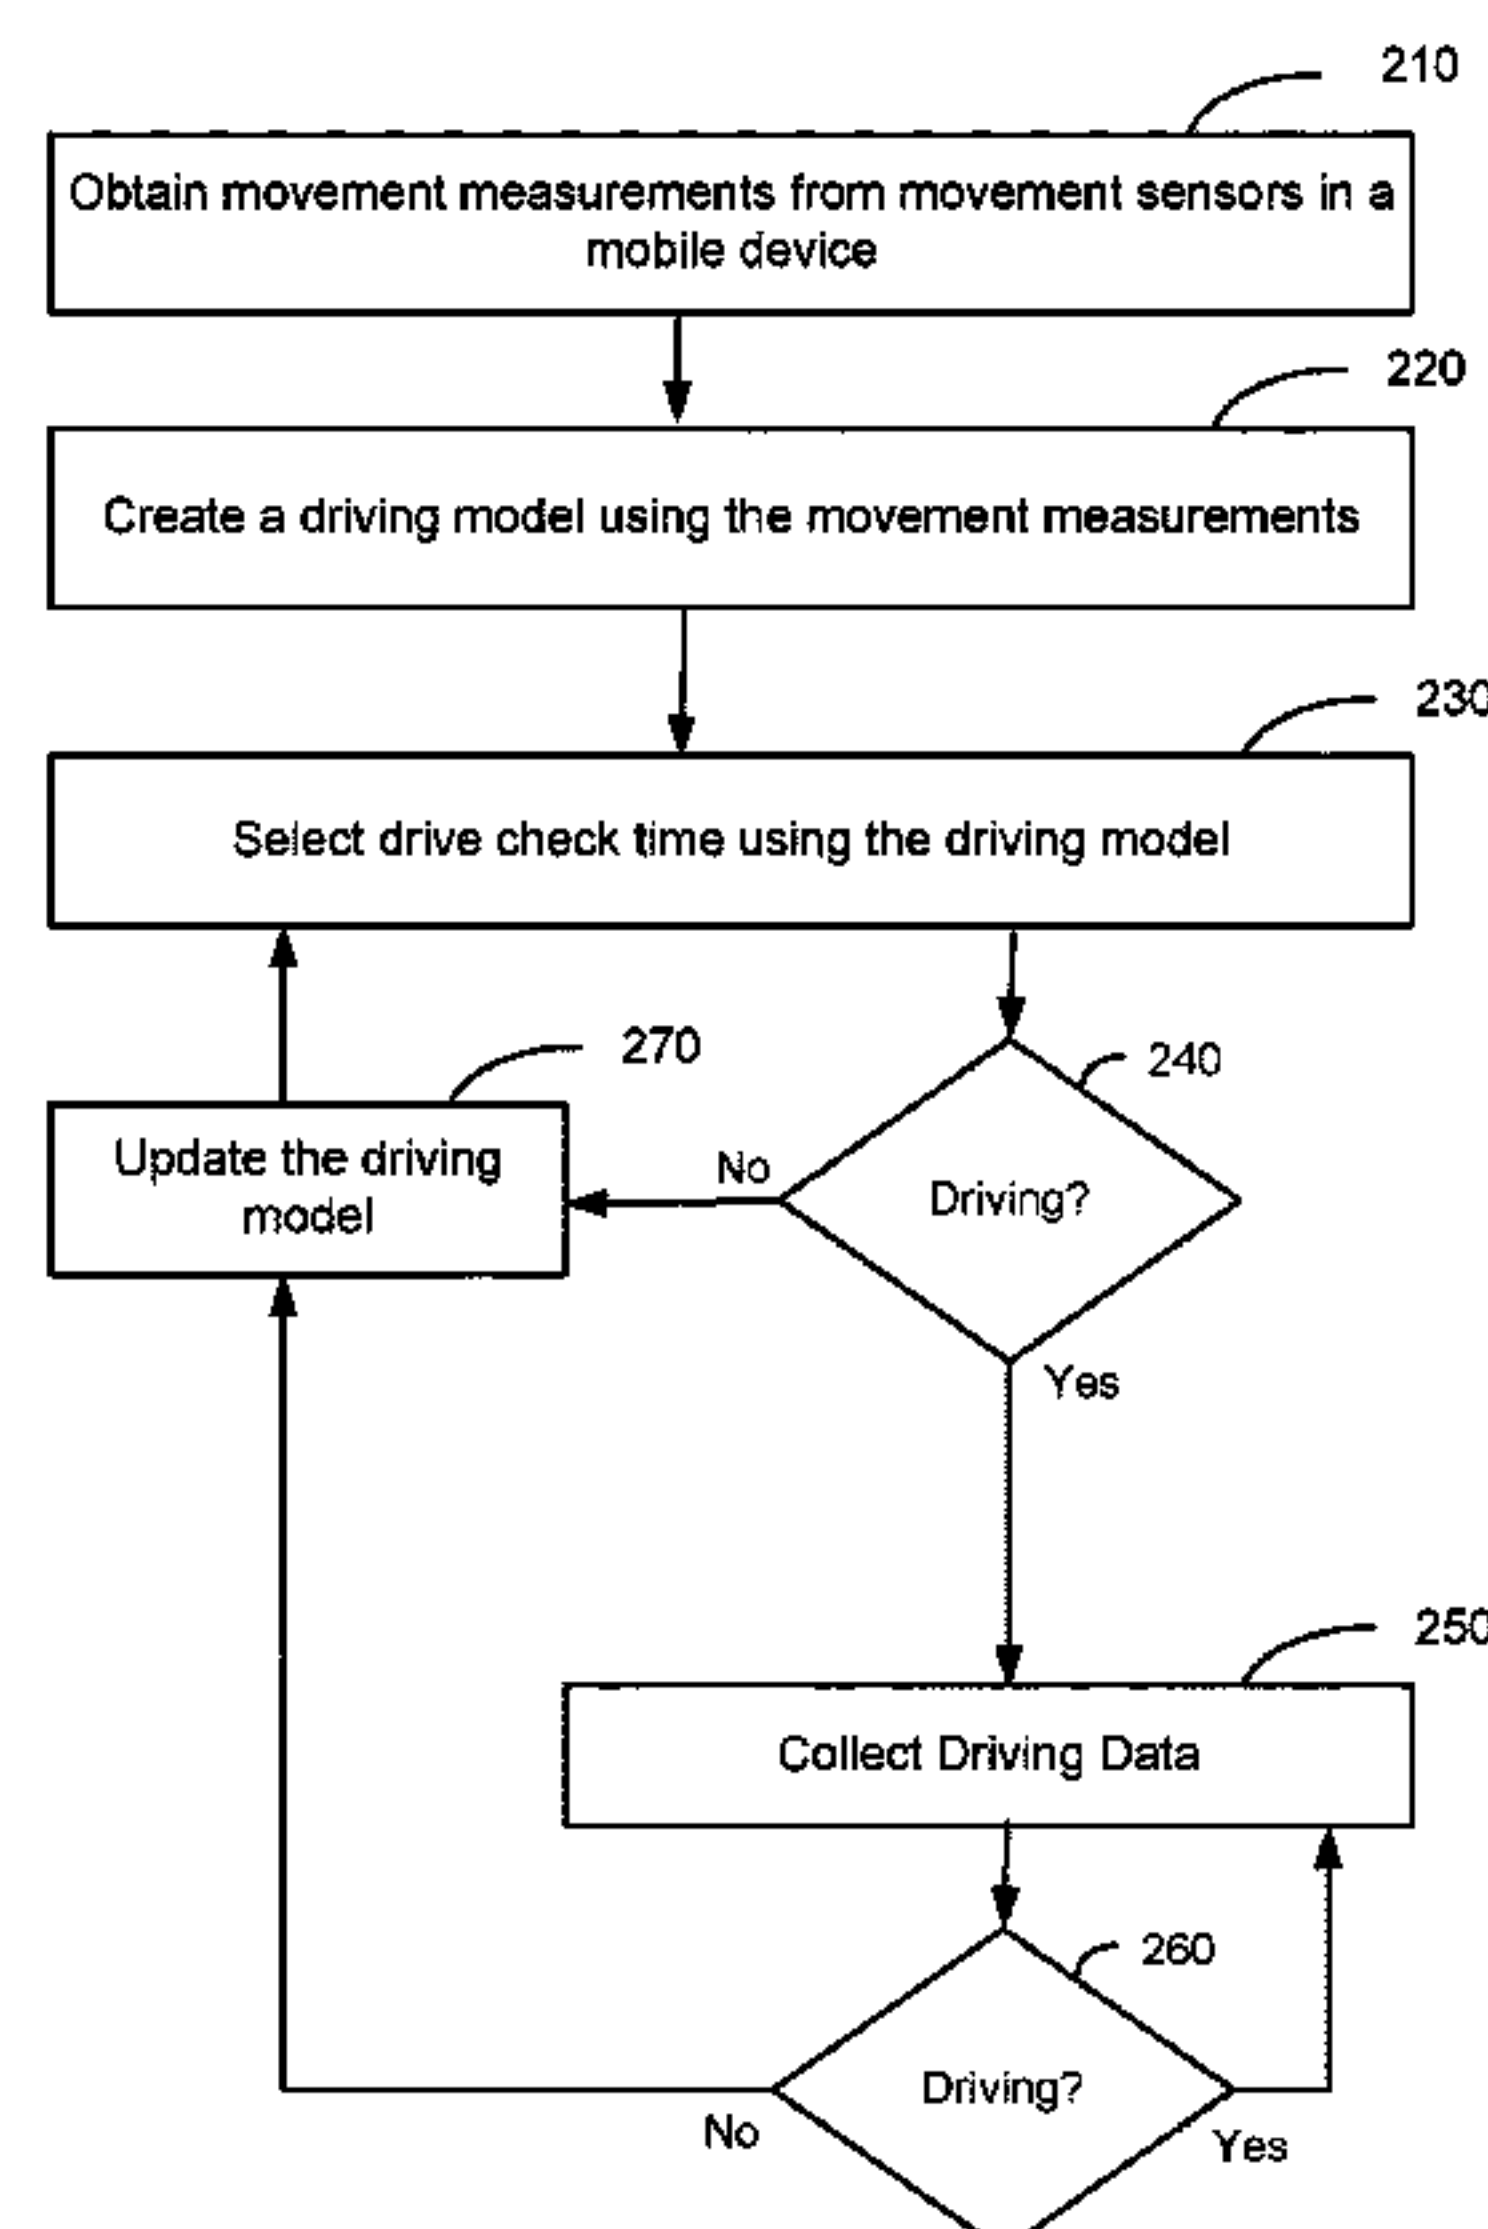 210
Obtain movement measurements from movement sensors in a
mobile device
220
Create a driving model using the movement measurements
230
Select drive check time using the driving model
270
240
Update the driving
model
No
Driving?
Yes
250
Collect Driving Data
260
Driving?
No
Yes